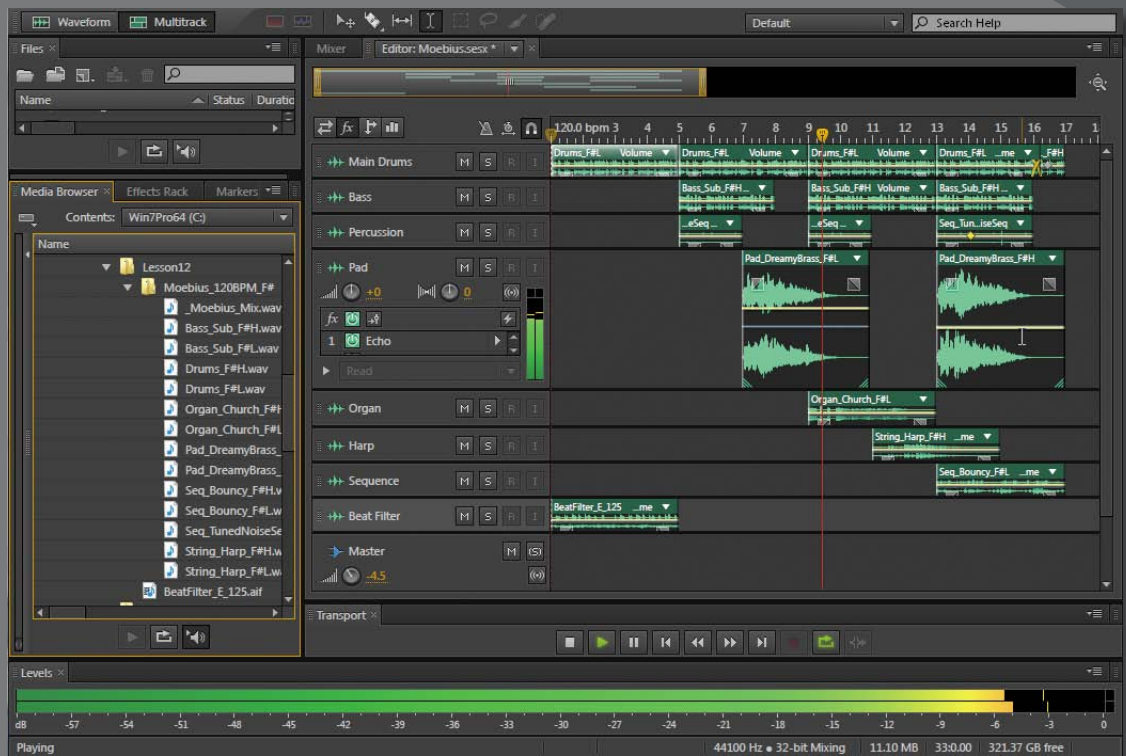 Waveform Multitrack Default Search Help
Files
Name Status Duratio
Media Browser Effects Rack Markers
Contents: Win7Pro64 (C:)
Name
Lesson12
Moebius_120BPM_F#
_Moebius_Mix.wav
Bass_Sub_F#H.wav
Bass_Sub_F#L.wav
Drums_F#H.wav
Drums_F#L.wav
Organ_Church_F#H
Organ_Church_F#L
Pad_DreamyBrass_
Pad_DreamyBrass_
Seq_Bouncy_F#H.w
Seq_Bouncy_F#L.w
Seq_TunedNoiseSe
String_Harp_F#H.w
String_Harp_F#L.w
BeatFilter_E_125.aif
Mixer Editor: Moebius.sesx *
fx 120.0 bpm 3 4 5 6 7 8 9 10 11 12 13 14 15 16 17 1
Main Drums M S R I Drums_F#L Volume Drums_F#L Volume Drums_F#L Volume Drums_F#L ...me _F#H
Bass M S R I Bass_Sub_F#H... Bass_Sub_F#H Volume Bass_Sub_F#H...
Percussion M S R I ...eSeq... ...eSeq... Seq_Tun...iseSeq
Pad M S R I Pad_DreamyBrass_F#L Pad_DreamyBrass_F#H
+0 0
fx
1 Echo
Read
Organ M S R I Organ_Church_F#L
Harp M S R I String_Harp_F#H ...me
Sequence M S R I Seq_Bouncy_F#L ...me
Beat Filter M S R I BeatFilter_E_125 ...me
Master M (S)
-4.5
Transport
Levels
dB -57 -54 -51 -48 -45 -42 -39 -36 -33 -30 -27 -24 -21 -18 -15 -12 -9 -6 -3 0
Playing 44100 Hz ● 32-bit Mixing 11.10 MB 33:0.00 321.37 GB free